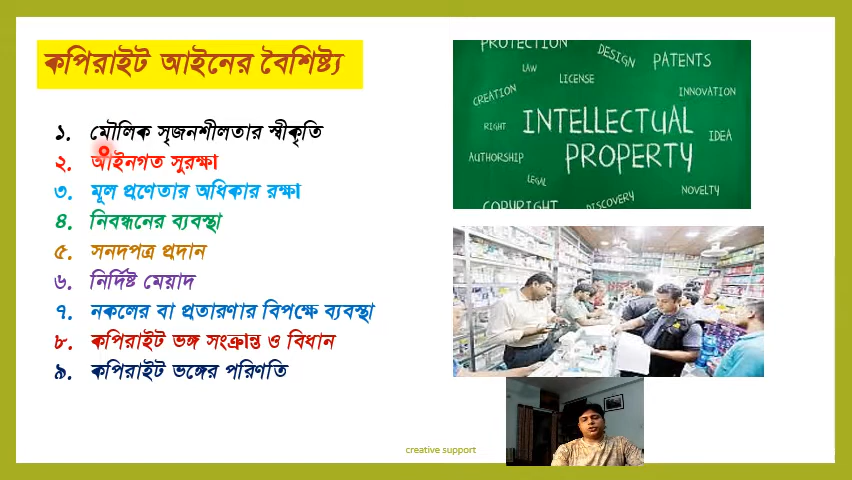 কপিরাইট আইনের বৈশিষ্ট্য
১. মৌলিক সৃজনশীলতার স্বীকৃতি
২. আইনগত সুরক্ষা
৩. মূল প্রণেতার অধিকার রক্ষা
৪. নিবন্ধনের ব্যবস্থা
৫. সনদপত্র প্রদান
৬. নির্দিষ্ট মেয়াদ
৭. নকলের বা প্রতারণার বিপক্ষে ব্যবস্থা
৮. কপিরাইট ভঙ্গ সংক্রান্ত ও বিধান
৯. কপিরাইট ভঙ্গের পরিণতি
PROTECTION
DESIGN
PATENTS
LAW
LICENSE
CREATION
INNOVATION
RIGHT
INTELLECTUAL
IDEA
AUTHORSHIP
PROPERTY
LEGAL
NOVELTY
COPYRIGHT
DISCOVERY
creative support